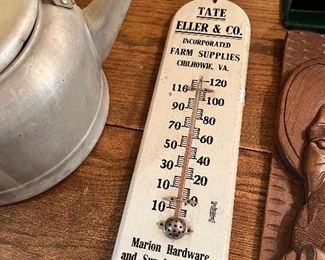 TATE
ELLER & CO.
INCORPORATED
FARM SUPPLIES
CHILHOWIE, VA.
120
110
100
90
80
70
60
50
40
30
20
10
10
Marion Hardware